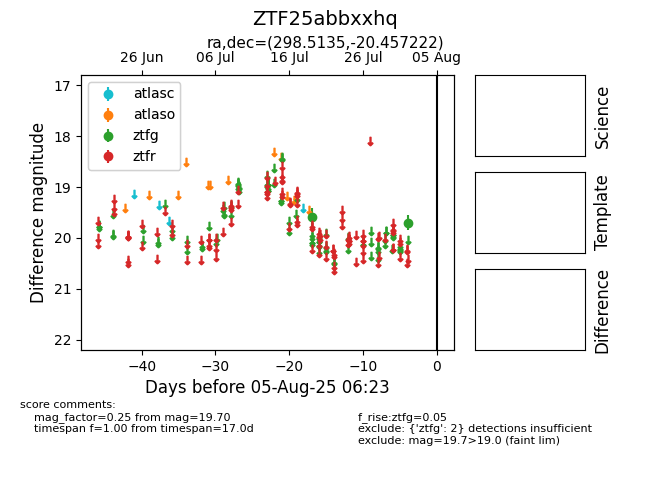 ZTF25abbxxhq
ra,dec=(298.5135,-20.457222)
26 Jun 06 Jul 16 Jul 26 Jul 05 Aug
atlasc
atlaso
ztfg
ztfr
17
18
19
20
21
22
Difference magnitude
−40 −30 −20 −10 0
Days before 05-Aug-25 06:23
Science
Template
Difference
score comments:
mag_factor=0.25 from mag=19.70
timespan f=1.00 from timespan=17.0d
f_rise:ztfg=0.05
exclude: {'ztfg': 2} detections insufficient
exclude: mag=19.7>19.0 (faint lim)